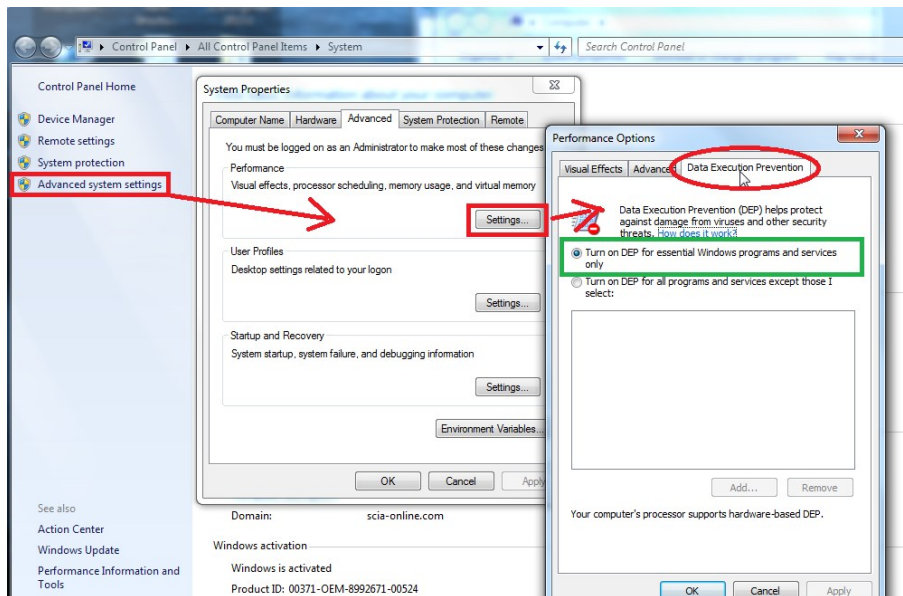 Control Panel ▸ All Control Panel Items ▸ System
Search Control Panel
Control Panel Home
Device Manager
Remote settings
System protection
Advanced system settings
See also
Action Center
Windows Update
Performance Information and
Tools
System Properties
Computer Name
Hardware
Advanced
System Protection
Remote
You must be logged on as an Administrator to make most of these changes
Performance
Visual effects, processor scheduling, memory usage, and virtual memory
Settings...
User Profiles
Desktop settings related to your logon
Settings...
Startup and Recovery
System startup, system failure, and debugging information
Settings...
Environment Variables...
OK
Cancel
Apply
Domain: scia-online.com
Windows activation
Windows is activated
Product ID: 00371-OEM-8992671-00524
Performance Options
Visual Effects
Advanced
Data Execution Prevention
Data Execution Prevention (DEP) helps protect
against damage from viruses and other security
threats. How does it work?
Turn on DEP for essential Windows programs and services
only
Turn on DEP for all programs and services except those I
select:
Add...
Remove
Your computer's processor supports hardware-based DEP.
OK
Cancel
Apply